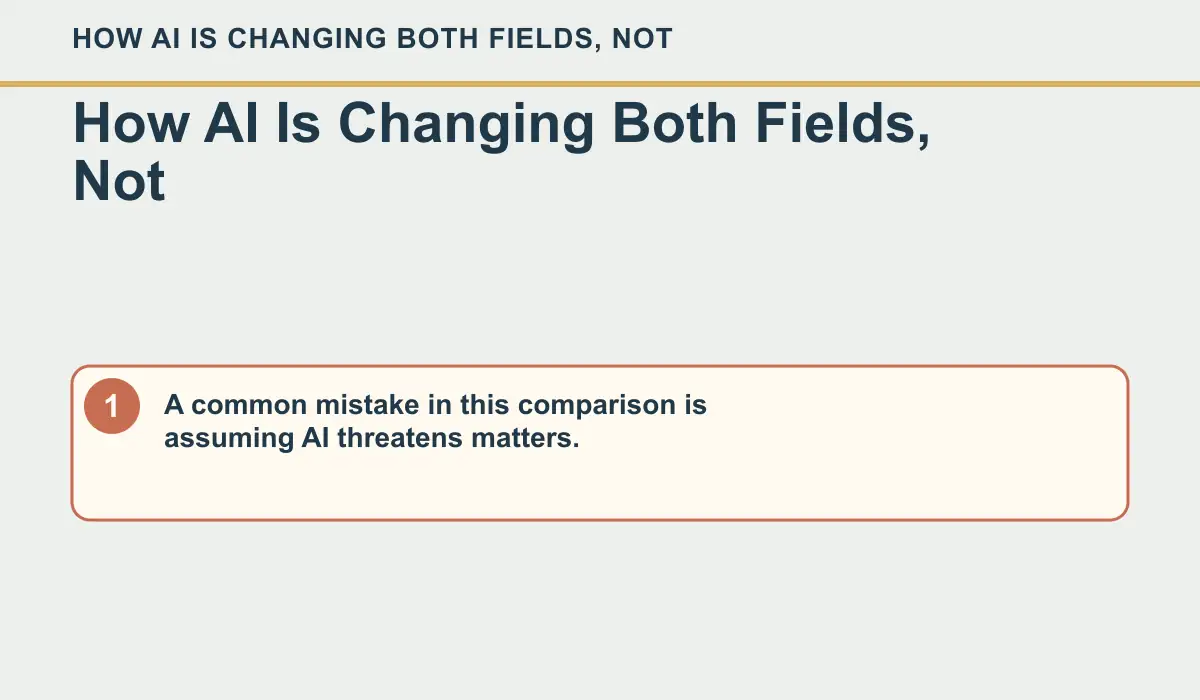 HOW AI IS CHANGING BOTH FIELDS, NOT
How AI Is Changing Both Fields,
Not
1
A common mistake in this comparison is
assuming AI threatens matters.